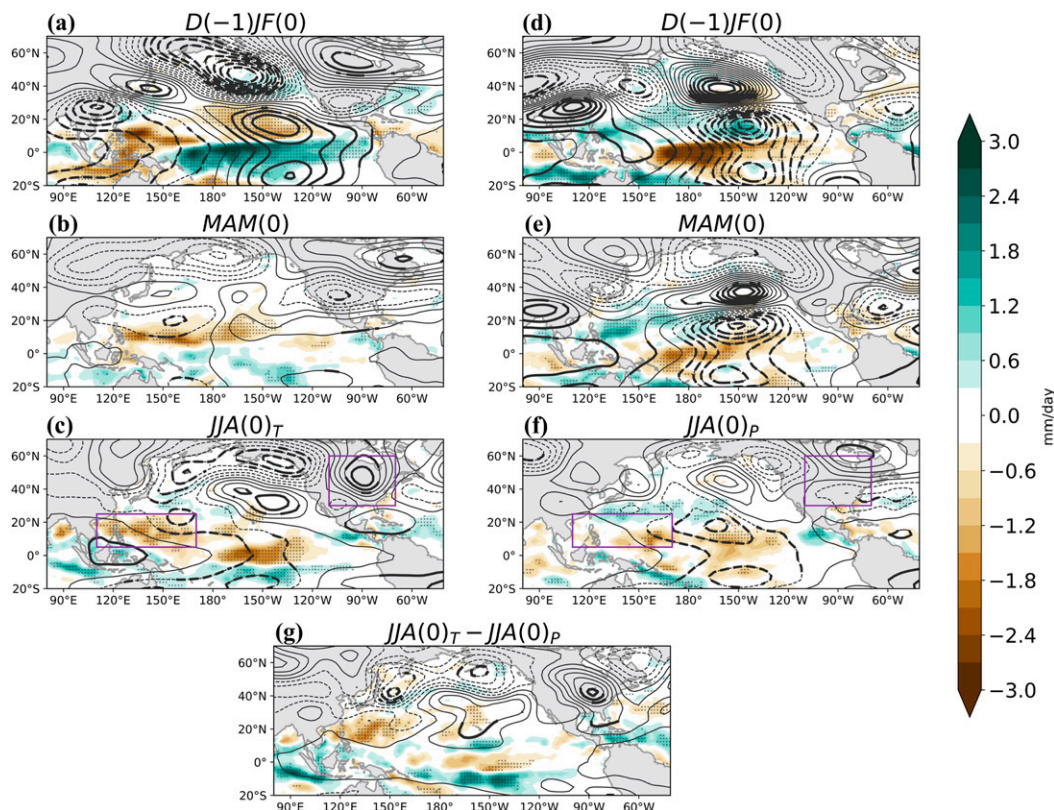 (a) D(−1)JF(0)
60°N
40°N
20°N
0°
20°S
90°E 120°E 150°E 180° 150°W 120°W 90°W 60°W
(d) D(−1)JF(0)
60°N
40°N
20°N
0°
20°S
90°E 120°E 150°E 180° 150°W 120°W 90°W 60°W
(b) MAM(0)
60°N
40°N
20°N
0°
20°S
90°E 120°E 150°E 180° 150°W 120°W 90°W 60°W
(e) MAM(0)
60°N
40°N
20°N
0°
20°S
90°E 120°E 150°E 180° 150°W 120°W 90°W 60°W
(c) JJA(0)T
60°N
40°N
20°N
0°
20°S
90°E 120°E 150°E 180° 150°W 120°W 90°W 60°W
(f) JJA(0)P
60°N
40°N
20°N
0°
20°S
90°E 120°E 150°E 180° 150°W 120°W 90°W 60°W
(g) JJA(0)T − JJA(0)P
60°N
40°N
20°N
0°
20°S
90°E 120°E 150°E 180° 150°W 120°W 90°W 60°W
3.0
2.4
1.8
1.2
0.6
0.0
−0.6
−1.2
−1.8
−2.4
−3.0
mm/day